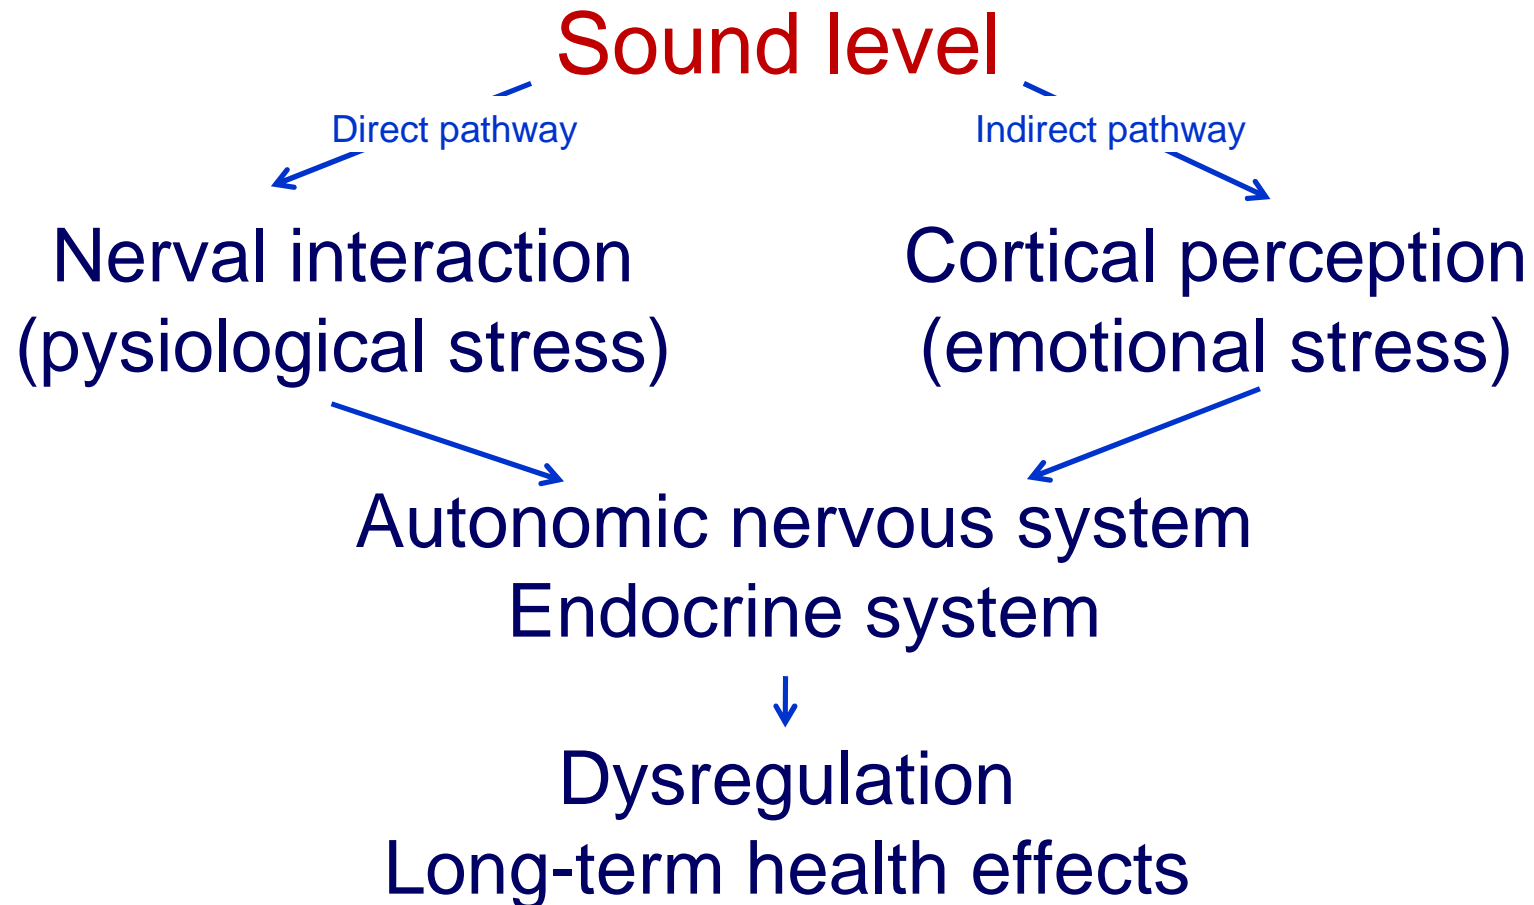 Sound level
Direct pathway
Indirect pathway
Nerval interaction
(pysiological stress)
Cortical perception
(emotional stress)
Autonomic nervous system
Endocrine system
Dysregulation
Long-term health effects